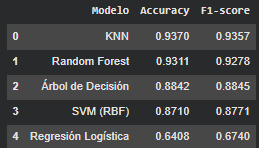 Modelo Accuracy F1-score
0 KNN 0.9370 0.9357
1 Random Forest 0.9311 0.9278
2 Árbol de Decisión 0.8842 0.8845
3 SVM (RBF) 0.8710 0.8771
4 Regresión Logística 0.6408 0.6740